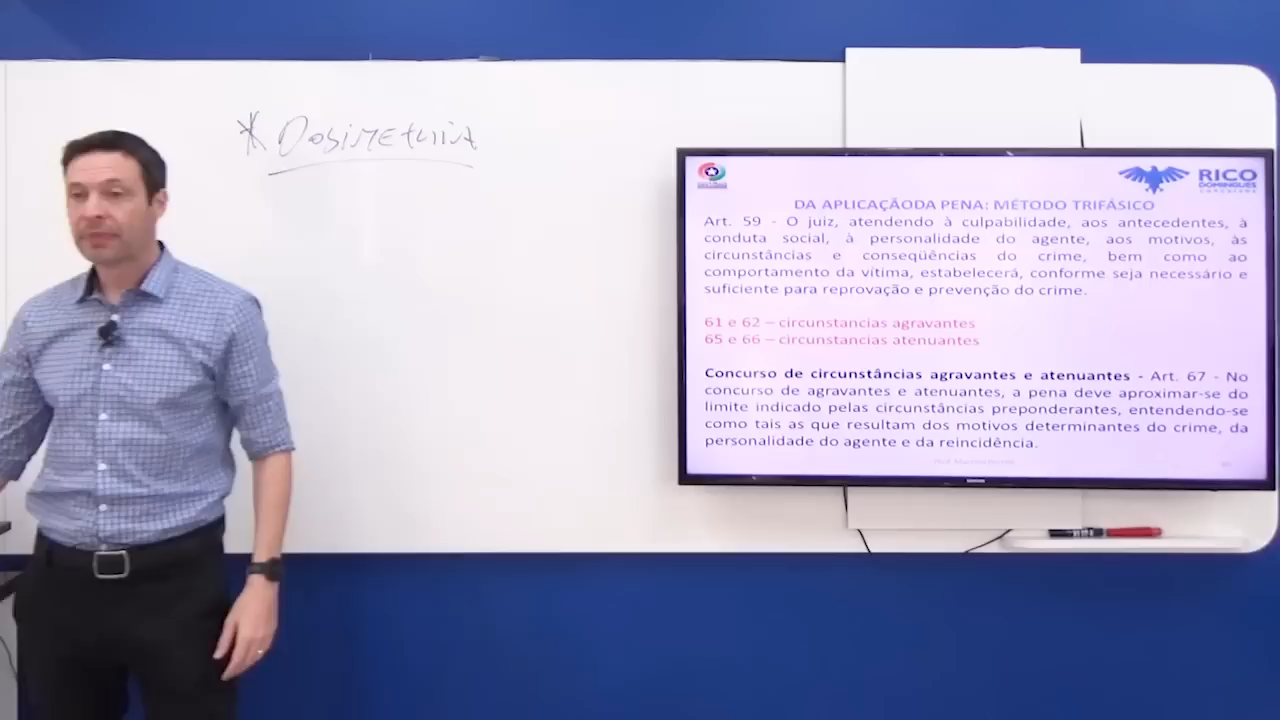 * Dosimetria
RICO
DOMINGUES
DA APLICAÇÃODA PENA: MÉTODO TRIFÁSICO
Art. 59 - O juiz, atendendo à culpabilidade, aos antecedentes, à
conduta social, à personalidade do agente, aos motivos, às
circunstâncias e conseqüências do crime, bem como ao
comportamento da vítima, estabelecerá, conforme seja necessário e
suficiente para reprovação e prevenção do crime.
61 e 62 – circunstancias agravantes
65 e 66 – circunstancias atenuantes
Concurso de circunstâncias agravantes e atenuantes - Art. 67 - No
concurso de agravantes e atenuantes, a pena deve aproximar-se do
limite indicado pelas circunstâncias preponderantes, entendendo-se
como tais as que resultam dos motivos determinantes do crime, da
personalidade do agente e da reincidência.